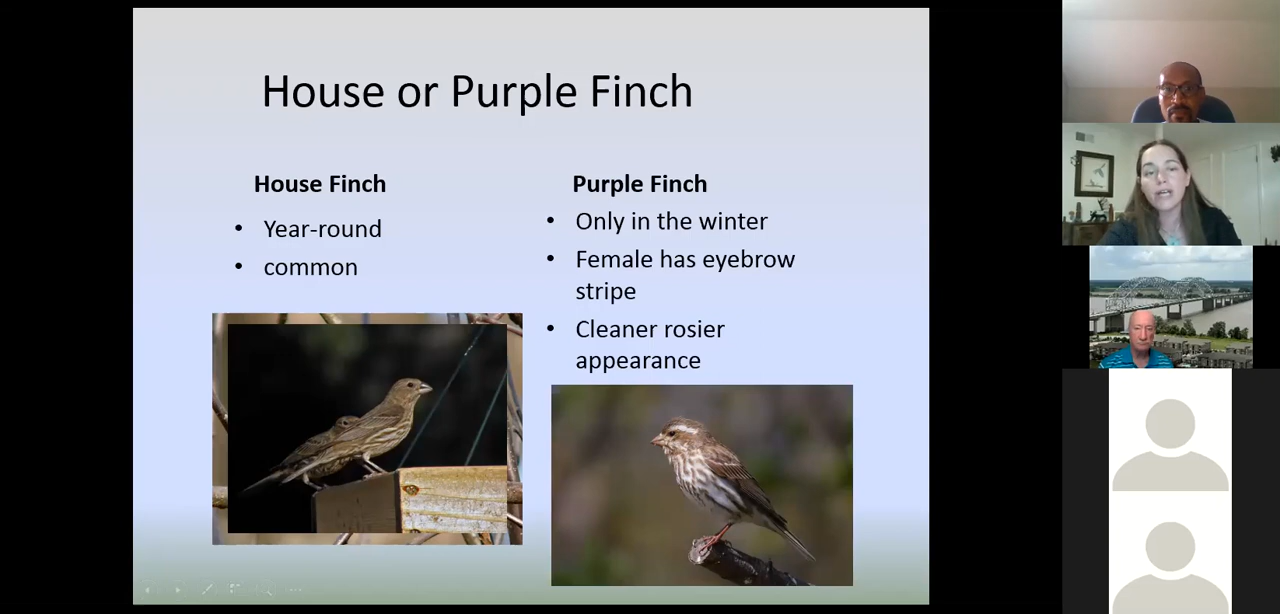 House or Purple Finch
House Finch
Year-round
common
Purple Finch
Only in the winter
Female has eyebrow
stripe
Cleaner rosier
appearance